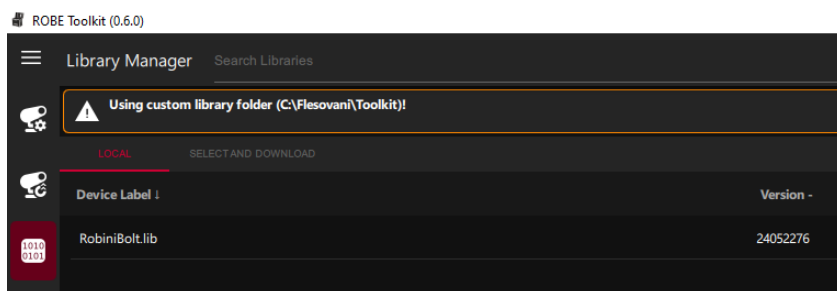 ROBE Toolkit (0.6.0)
Library Manager Search Libraries
Using custom library folder (C:\Flesovani\Toolkit)!
LOCAL SELECT AND DOWNLOAD
Device Label ↓ Version -
RobiniBolt.lib 24052276
1010
0101